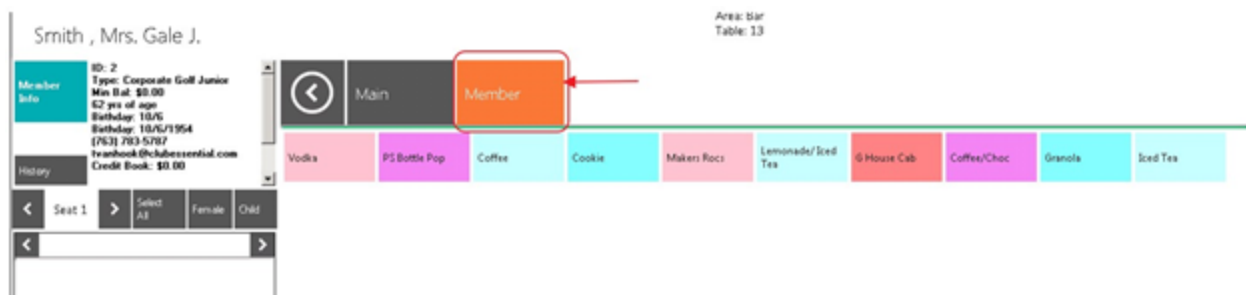 Area: Bar
Table: 13
Smith , Mrs. Gale J.
Member
Info
ID: 2
Type: Corporate Golf Junior
Min Bal: $0.00
62 yrs of age
Birthday: 10/6
Birthday: 10/6/1954
(763) 783-5787
tvanhook@clubessential.com
Credit Book: $0.00
History
Main
Member
Vodka
PS Bottle Pop
Coffee
Cookie
Makers Rocs
Lemonade/Iced
Tea
G House Cab
Coffee/Choc
Granola
Iced Tea
Seat 1
Select
All
Female
Child